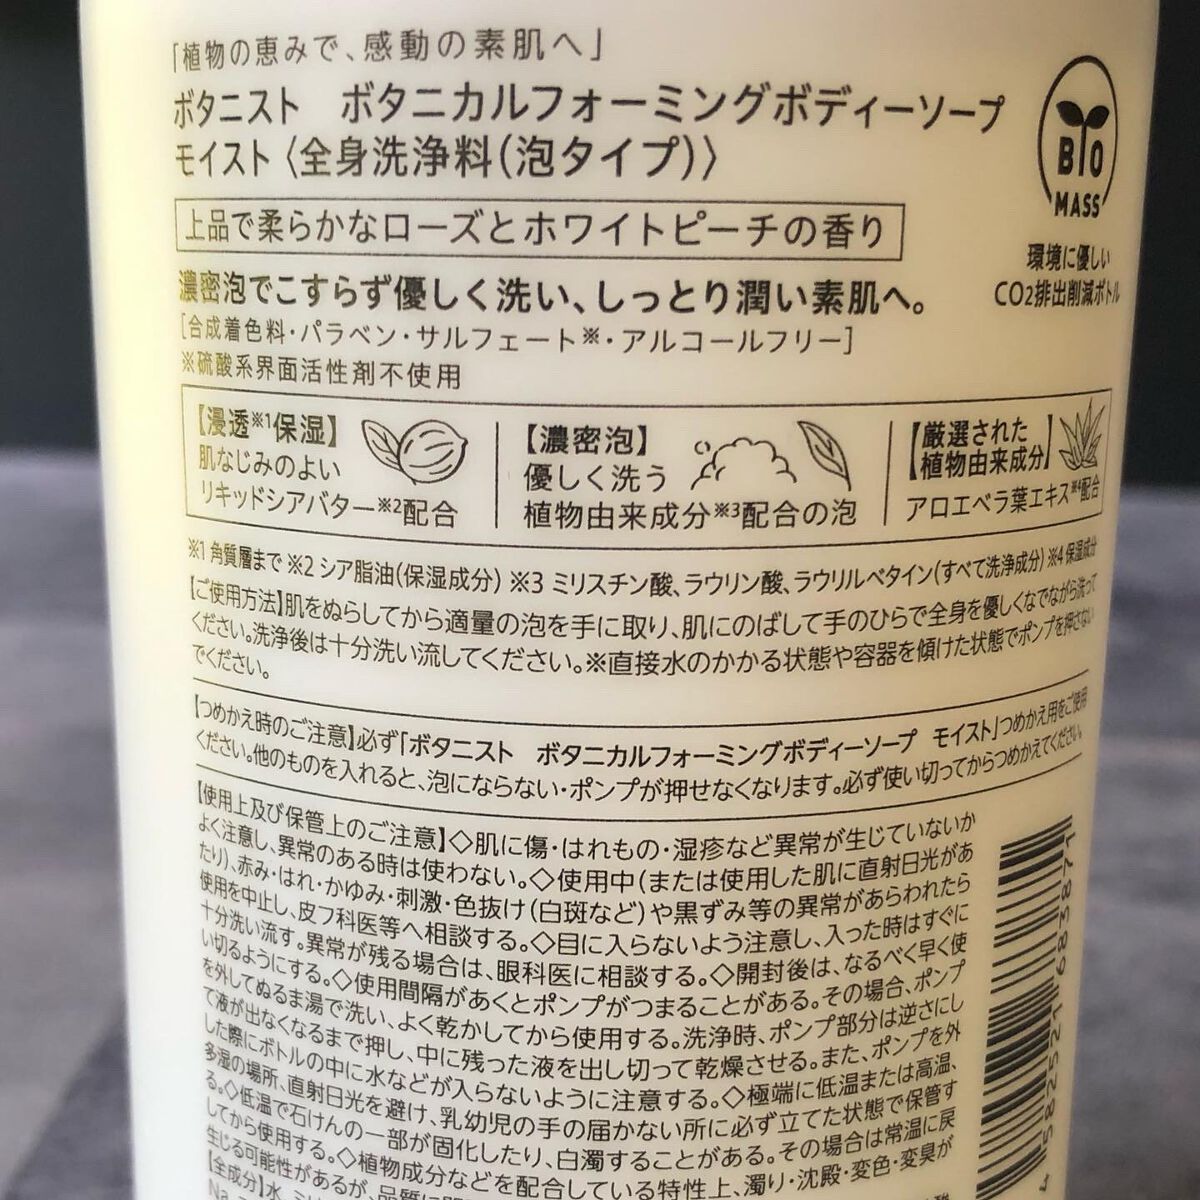 「植物の恵みで、感動の素肌へ」
ボタニスト ボタニカルフォーミングボディーソープ
モイスト〈全身洗浄料(泡タイプ)〉
上品で柔らかなローズとホワイトピーチの香り
BIO
MASS
環境に優しい
CO2排出削減ボトル
濃密泡でこすらず優しく洗い、しっとり潤い素肌へ。
[合成着色料・パラベン・サルフェート※・アルコールフリー]
※硫酸系界面活性剤不使用
【浸透※1保湿】
肌なじみのよい
リキッドシアバター※2配合
【濃密泡】
優しく洗う
植物由来成分※3配合の泡
【厳選された
植物由来成分】
アロエベラ葉エキス※4配合
※1 角質層まで ※2 シア脂油(保湿成分) ※3 ミリスチン酸、ラウリン酸、ラウリルベタイン(すべて洗浄成分) ※4 保湿成分
【ご使用方法】肌をぬらしてから適量の泡を手に取り、肌にのばして手のひらで全身を優しくなでながら洗って
ください。洗浄後は十分洗い流してください。※直接水のかかる状態や容器を傾けた状態でポンプを押さない
でください。
【つめかえ時のご注意】必ず「ボタニスト ボタニカルフォーミングボディーソープ モイスト」つめかえ用をご使用
ください。他のものを入れると、泡にならない・ポンプが押せなくなります。必ず使い切ってからつめかえてください。
【使用上及び保管上のご注意】◇肌に傷・はれもの・湿疹など異常が生じていないか
よく注意し、異常のある時は使わない。◇使用中(または使用した肌に直射日光があ
たり)、赤み・はれ・かゆみ・刺激・色抜け(白斑など)や黒ずみ等の異常があらわれたら
使用を中止し、皮フ科医等へ相談する。◇目に入らないよう注意し、入った時はすぐに
十分洗い流す。異常が残る場合は、眼科医に相談する。◇開封後は、なるべく早く使
い切るようにする。◇使用間隔があくとポンプがつまることがある。その場合、ポンプ
を外してぬるま湯で洗い、よく乾かしてから使用する。洗浄時、ポンプ部分は逆さにし
て液が出なくなるまで押し、中に残った液を出し切って乾燥させる。また、ポンプを外
した際にボトルの中に水などが入らないように注意する。◇極端に低温または高温、
多湿の場所、直射日光を避け、乳幼児の手の届かない所に必ず立てた状態で保管す
る。◇低温で石けんの一部が固化したり、白濁することがある。その場合は常温に戻
してから使用する。◇植物成分などを配合している特性上、濁り・沈殿・変色・変臭が
生じる可能性があるが、品質に
【全成分】水、ミリ
Na
4 582521 683871